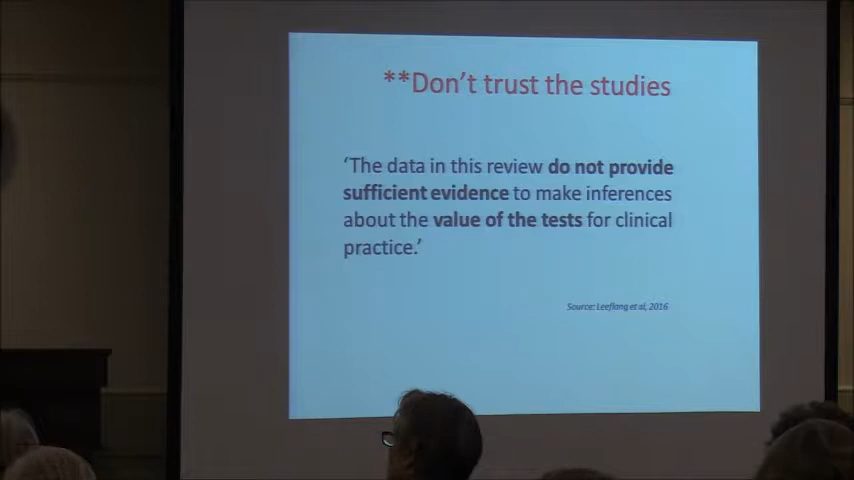 **Don't trust the studies
‘The data in this review do not provide
sufficient evidence to make inferences
about the value of the tests for clinical
practice.’
Source: Leeflang et al, 2016